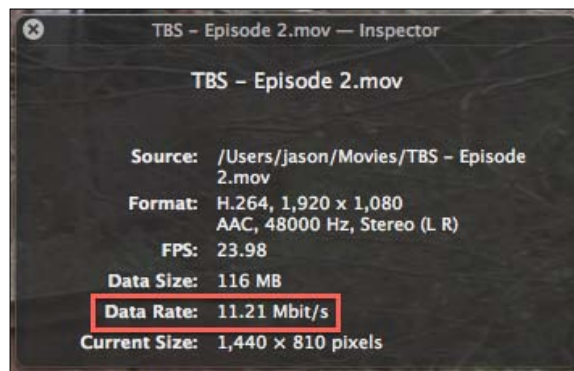 TBS – Episode 2.mov — Inspector
TBS – Episode 2.mov
Source: /Users/jason/Movies/TBS – Episode
2.mov
Format: H.264, 1,920 x 1,080
AAC, 48000 Hz, Stereo (L R)
FPS: 23.98
Data Size: 116 MB
Data Rate: 11.21 Mbit/s
Current Size: 1,440 × 810 pixels